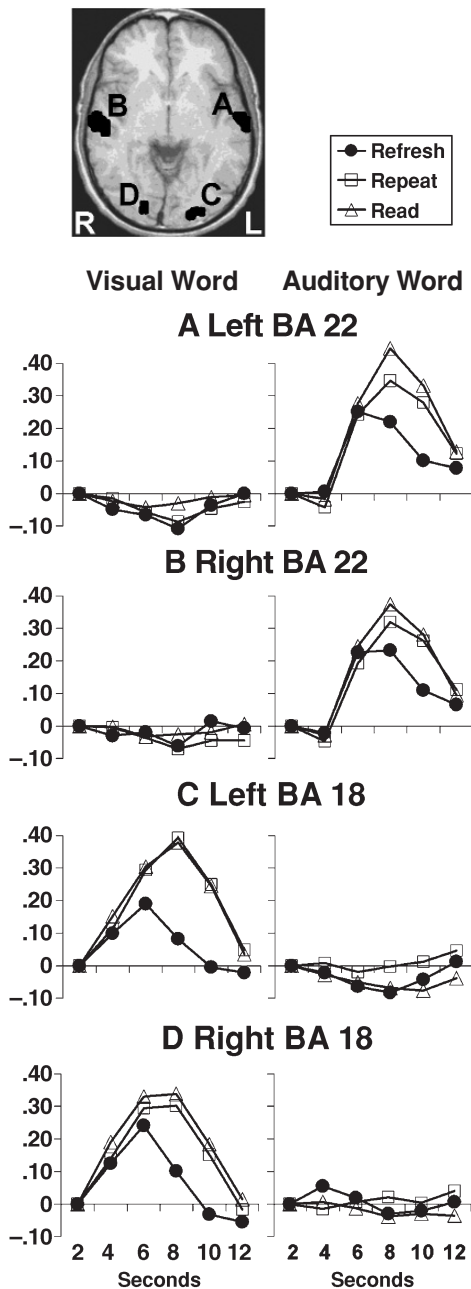 B
A
D
C
R
L
Refresh
Repeat
Read
Visual Word
Auditory Word
A Left BA 22
.40
.30
.20
.10
0
–.10
B Right BA 22
.40
.30
.20
.10
0
–.10
C Left BA 18
.40
.30
.20
.10
0
–.10
D Right BA 18
.40
.30
.20
.10
0
–.10
2 4 6 8 10 12
2 4 6 8 10 12
Seconds
Seconds